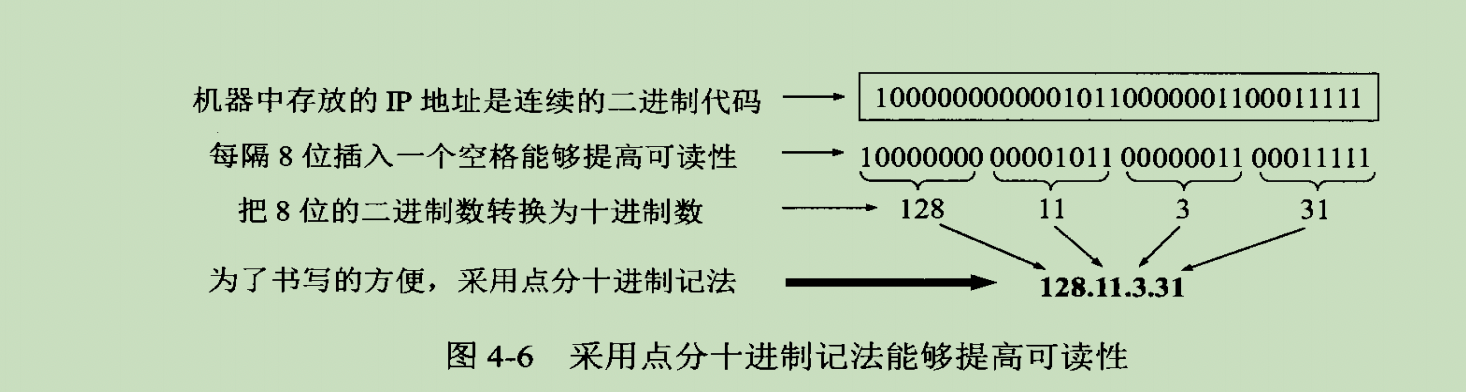 机器中存放的 IP 地址是连续的二进制代码 10000000000010110000001100011111
每隔 8 位插入一个空格能够提高可读性 10000000 00001011 00000011 00011111
把 8 位的二进制数转换为十进制数 128 11 3 31
为了书写的方便，采用点分十进制记法 128.11.3.31
图 4-6 采用点分十进制记法能够提高可读性